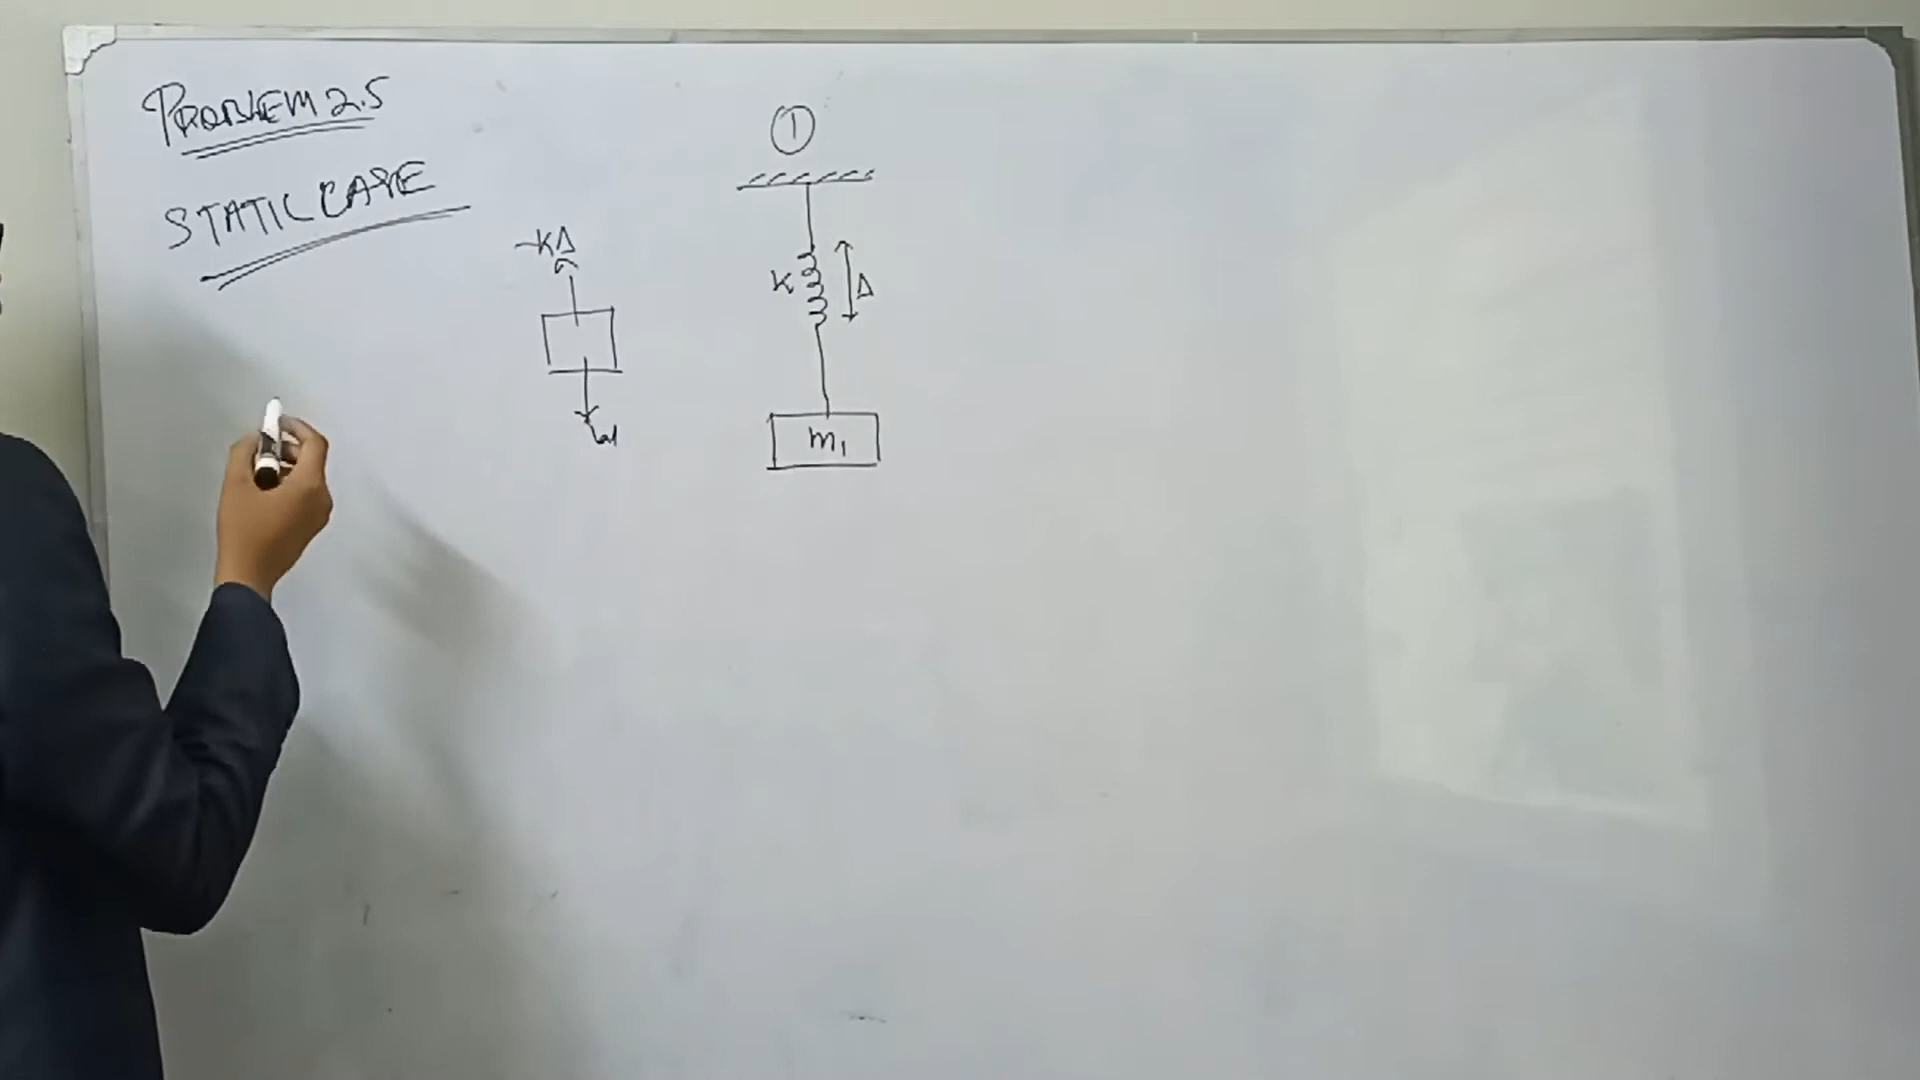 PROBLEM 2.5
STATIC CASE
1
-KΔ
K
Δ
W
m₁